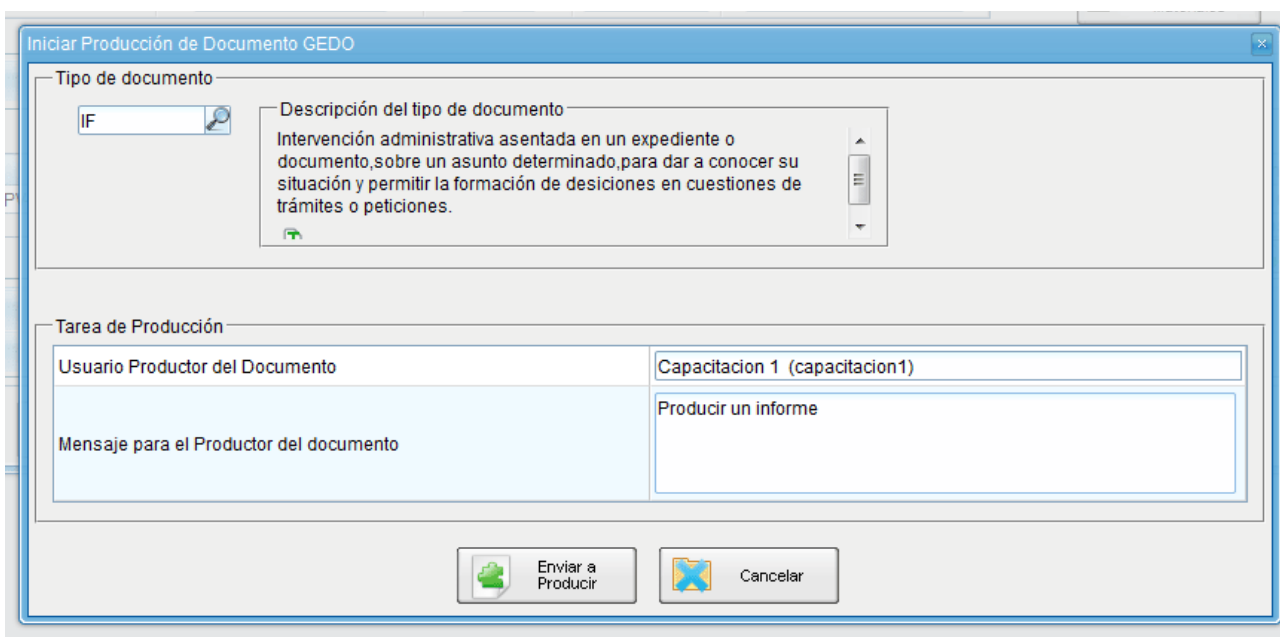 Iniciar Producción de Documento GEDO
Tipo de documento
IF
Descripción del tipo de documento
Intervención administrativa asentada en un expediente o
documento,sobre un asunto determinado,para dar a conocer su
situación y permitir la formación de desiciones en cuestiones de
trámites o peticiones.
Tarea de Producción
Usuario Productor del Documento
Capacitacion 1 (capacitacion1)
Mensaje para el Productor del documento
Producir un informe
Enviar a
Producir
Cancelar